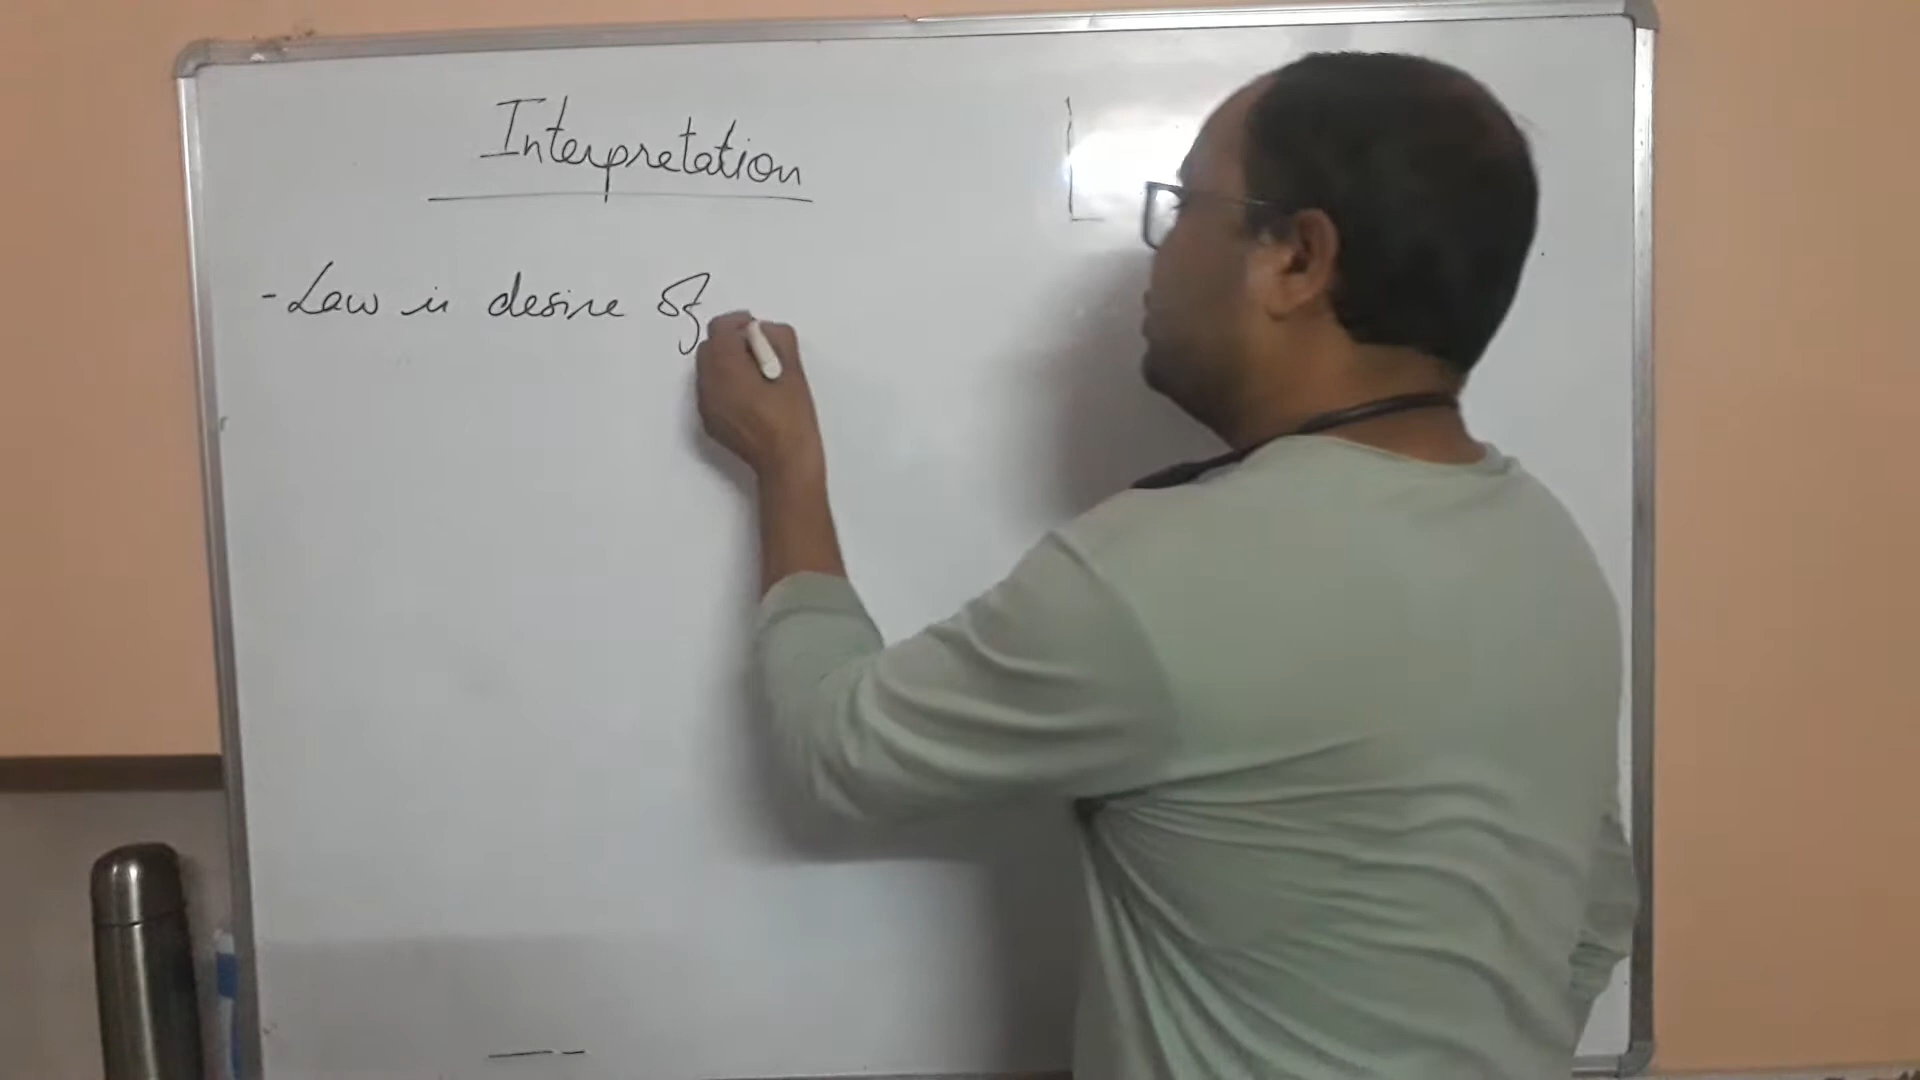 Interpretation
- Law is desire of